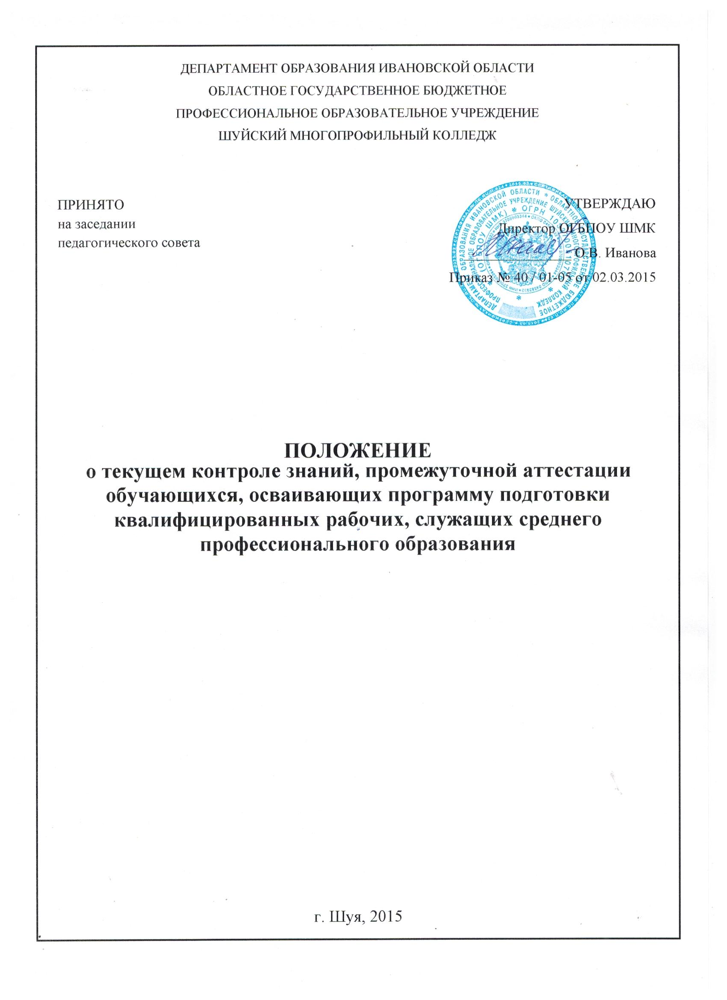 ДЕПАРТАМЕНТ ОБРАЗОВАНИЯ ИВАНОВСКОЙ ОБЛАСТИ
ОБЛАСТНОЕ ГОСУДАРСТВЕННОЕ БЮДЖЕТНОЕ
ПРОФЕССИОНАЛЬНОЕ ОБРАЗОВАТЕЛЬНОЕ УЧРЕЖДЕНИЕ
ШУЙСКИЙ МНОГОПРОФИЛЬНЫЙ КОЛЛЕДЖ
ПРИНЯТО
на заседании
педагогического совета
УТВЕРЖДАЮ
Директор ОГБПОУ ШМК
О.В. Иванова
Приказ № 40 / 01-05 от 02.03.2015
ДЕПАРТАМЕНТ ОБРАЗОВАНИЯ ИВАНОВСКОЙ ОБЛАСТИ * ОБЛАСТНОЕ ГОСУДАРСТВЕННОЕ БЮДЖЕТНОЕ
ПРОФЕССИОНАЛЬНОЕ ОБРАЗОВАТЕЛЬНОЕ УЧРЕЖДЕНИЕ ШУЙСКИЙ МНОГОПРОФИЛЬНЫЙ КОЛЛЕДЖ
(ОГБПОУ ШМК) * ОГРН
ПОЛОЖЕНИЕ
о текущем контроле знаний, промежуточной аттестации
обучающихся, осваивающих программу подготовки
квалифицированных рабочих, служащих среднего
профессионального образования
г. Шуя, 2015